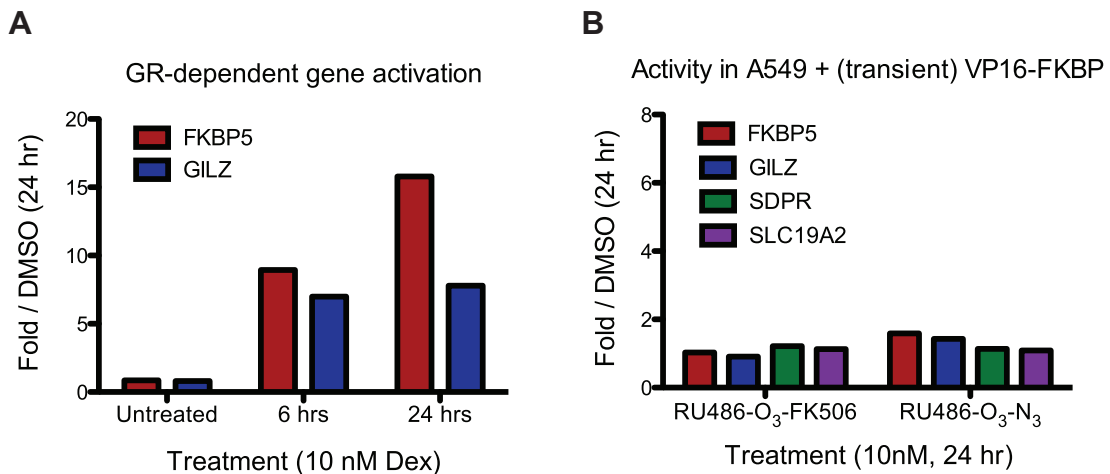 A
GR-dependent gene activation
Fold / DMSO (24 hr)
20
15
10
5
0
FKBP5
GILZ
Untreated
6 hrs
24 hrs
Treatment (10 nM Dex)
B
Activity in A549 + (transient) VP16-FKBP
Fold / DMSO (24 hr)
8
6
4
2
0
FKBP5
GILZ
SDPR
SLC19A2
RU486-O₃-FK506
RU486-O₃-N₃
Treatment (10nM, 24 hr)